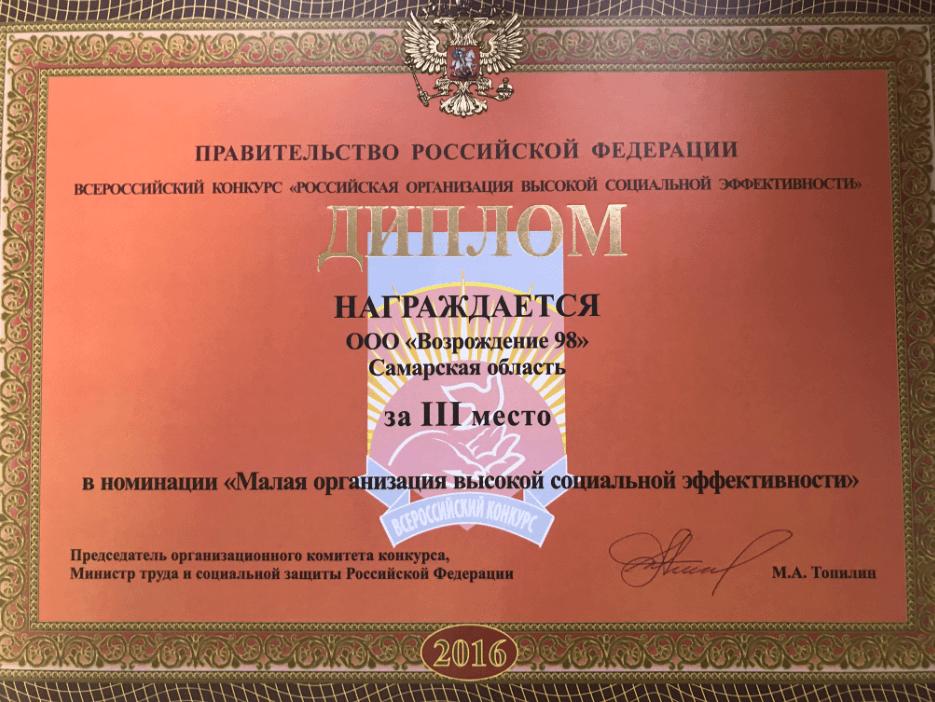 ПРАВИТЕЛЬСТВО РОССИЙСКОЙ ФЕДЕРАЦИИ
ВСЕРОССИЙСКИЙ КОНКУРС «РОССИЙСКАЯ ОРГАНИЗАЦИЯ ВЫСОКОЙ СОЦИАЛЬНОЙ ЭФФЕКТИВНОСТИ»
ДИПЛОМ
НАГРАЖДАЕТСЯ
ООО «Возрождение 98»
Самарская область
за III место
в номинации «Малая организация высокой социальной эффективности»
ВСЕРОССИЙСКИЙ КОНКУРС
Председатель организационного комитета конкурса,
Министр труда и социальной защиты Российской Федерации
М.А. Топилин
2016